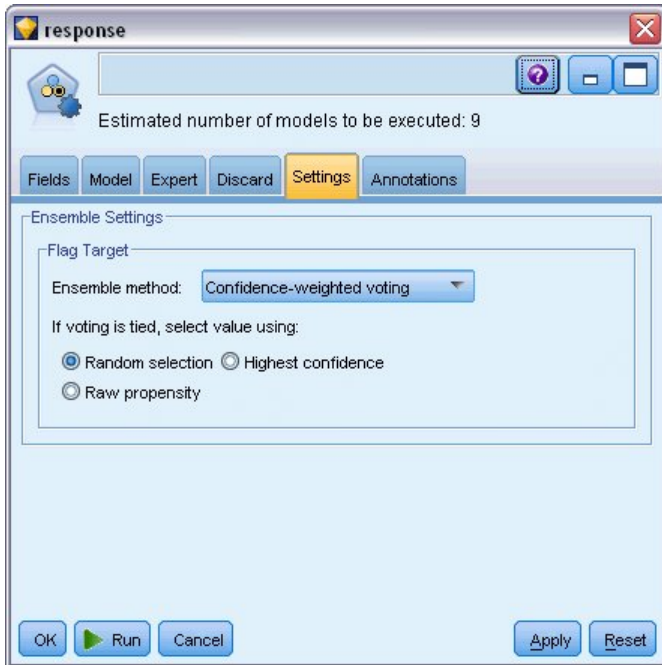 response
?
Estimated number of models to be executed: 9
Fields Model Expert Discard Settings Annotations
Ensemble Settings
Flag Target
Ensemble method: Confidence-weighted voting
If voting is tied, select value using:
Random selection Highest confidence
Raw propensity
OK Run Cancel Apply Reset